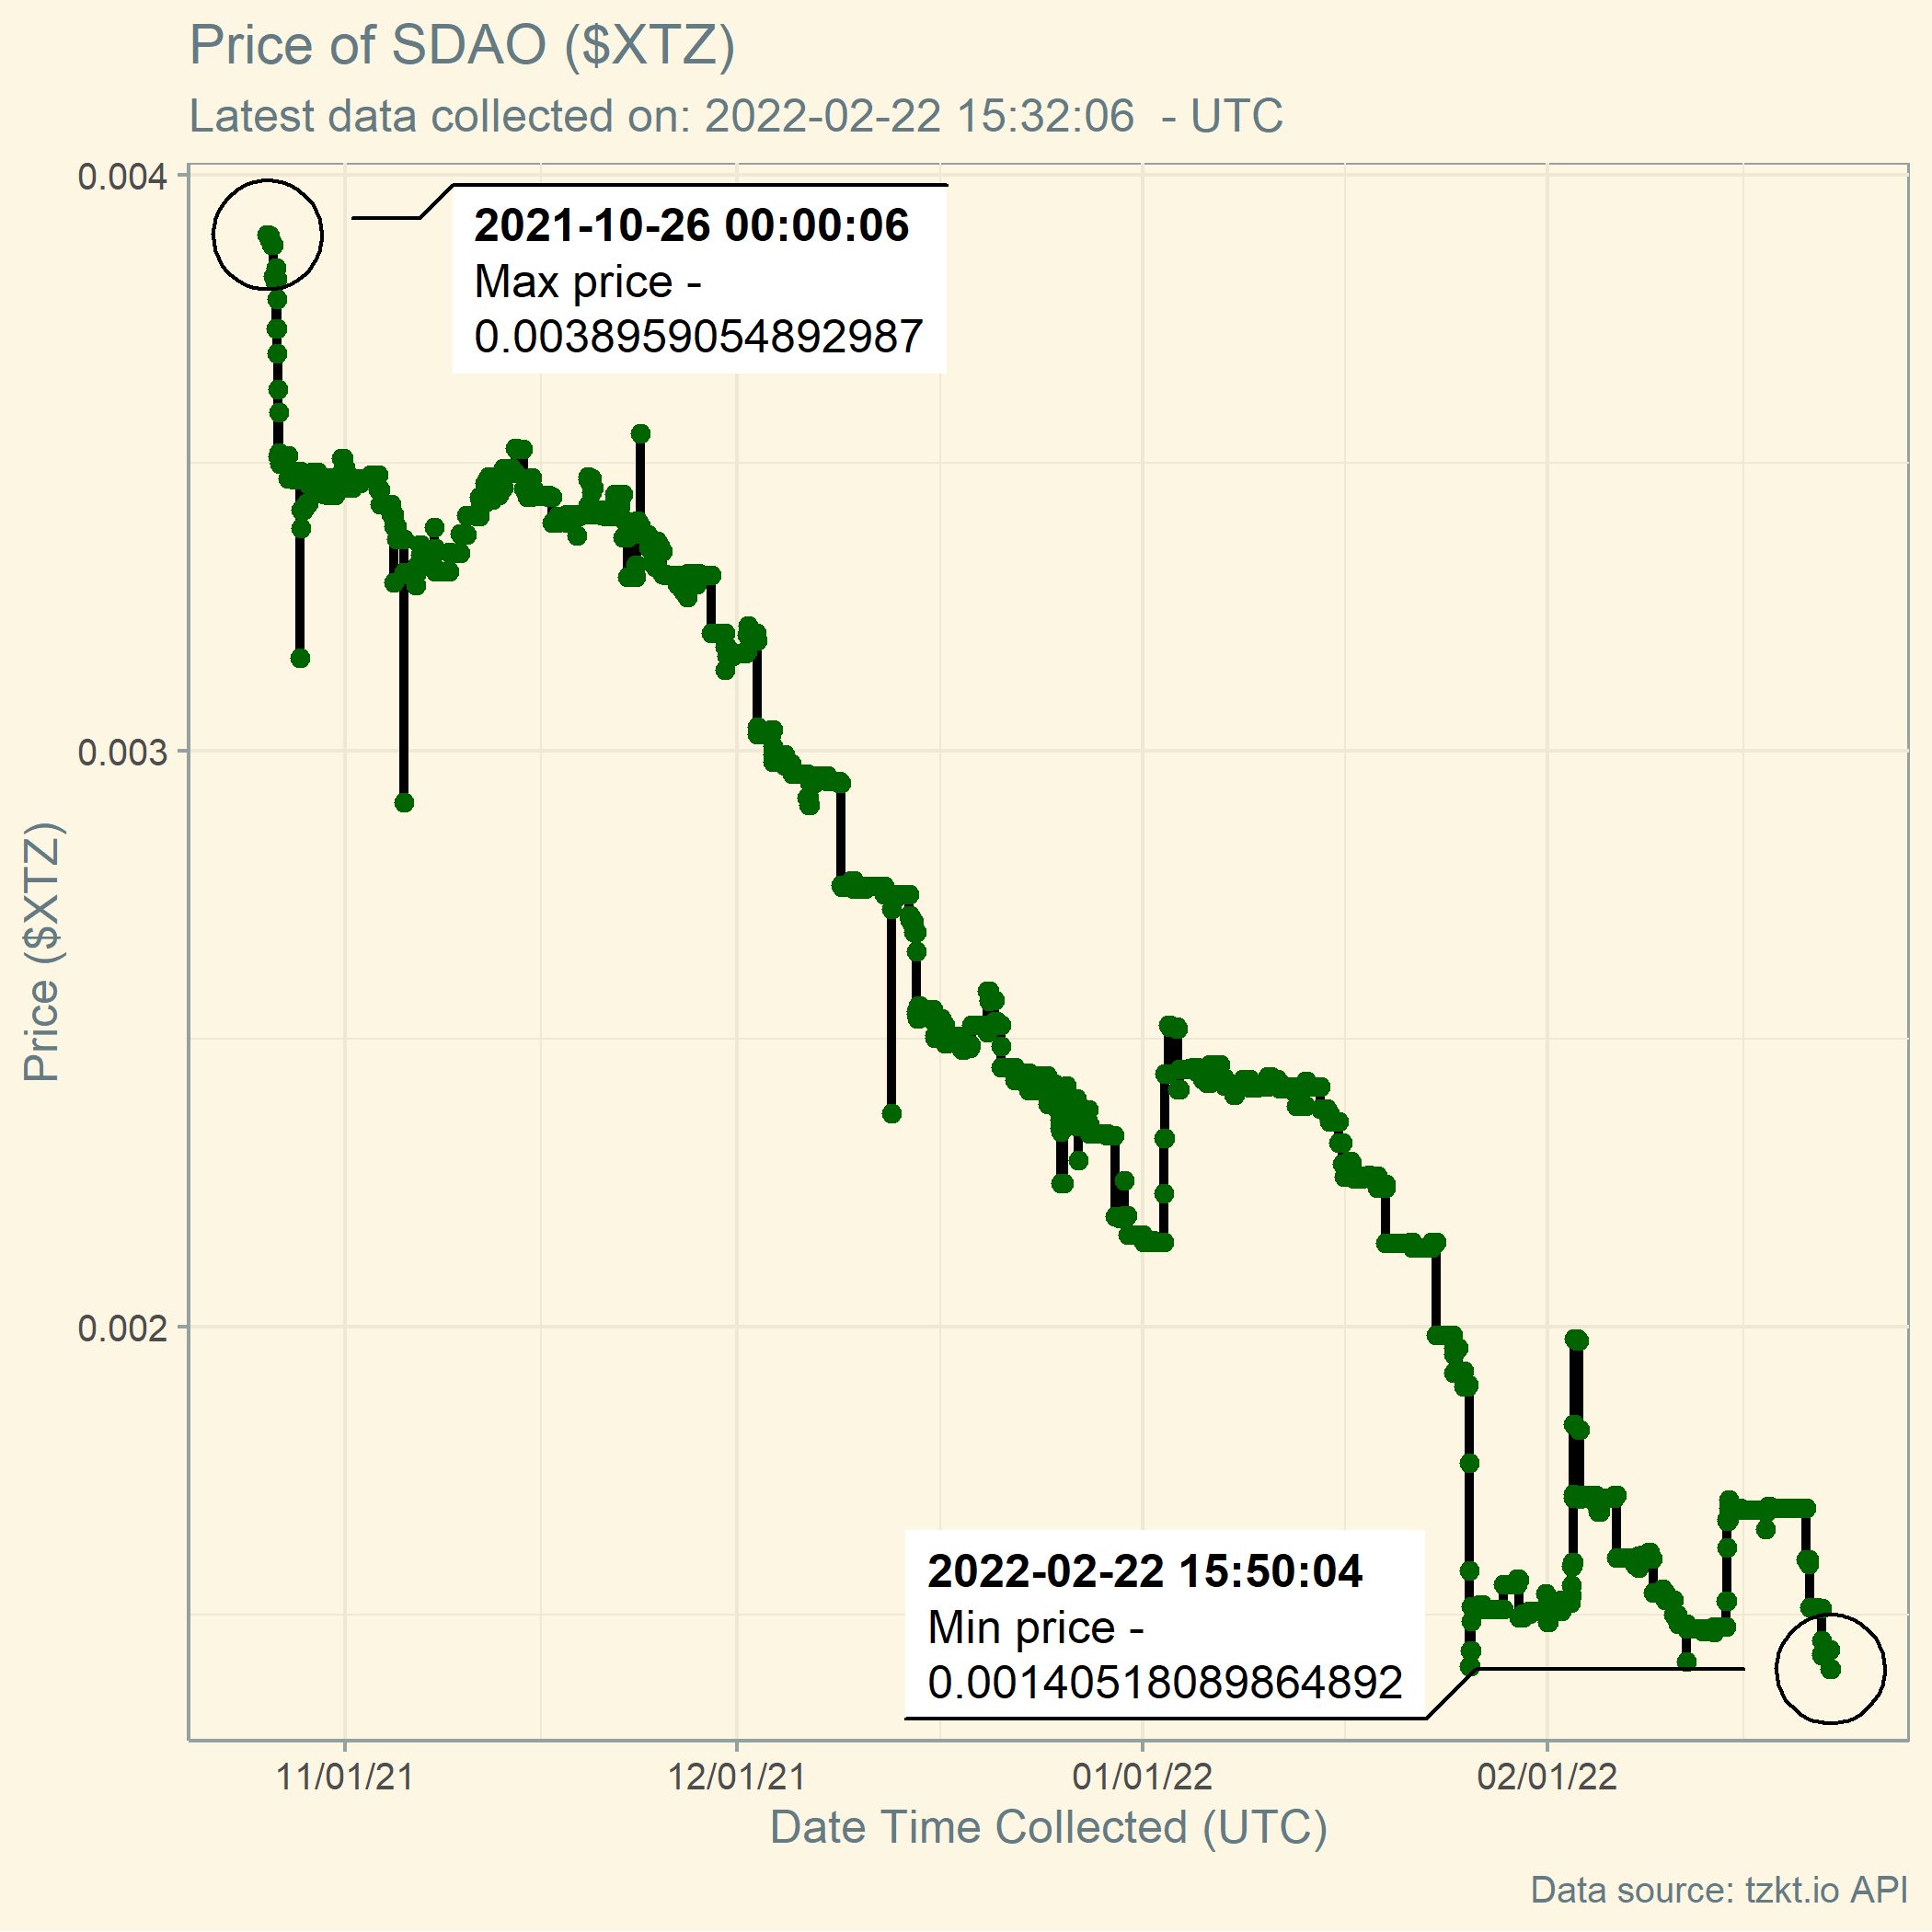 Price of SDAO ($XTZ)
Latest data collected on: 2022-02-22 15:32:06  - UTC
0.004
2021-10-26 00:00:06
Max price -
0.0038959054892987
0.003
Price ($XTZ)
0.002
2022-02-22 15:50:04
Min price -
0.00140518089864892
11/01/21
12/01/21
01/01/22
02/01/22
Date Time Collected (UTC)
Data source: tzkt.io API